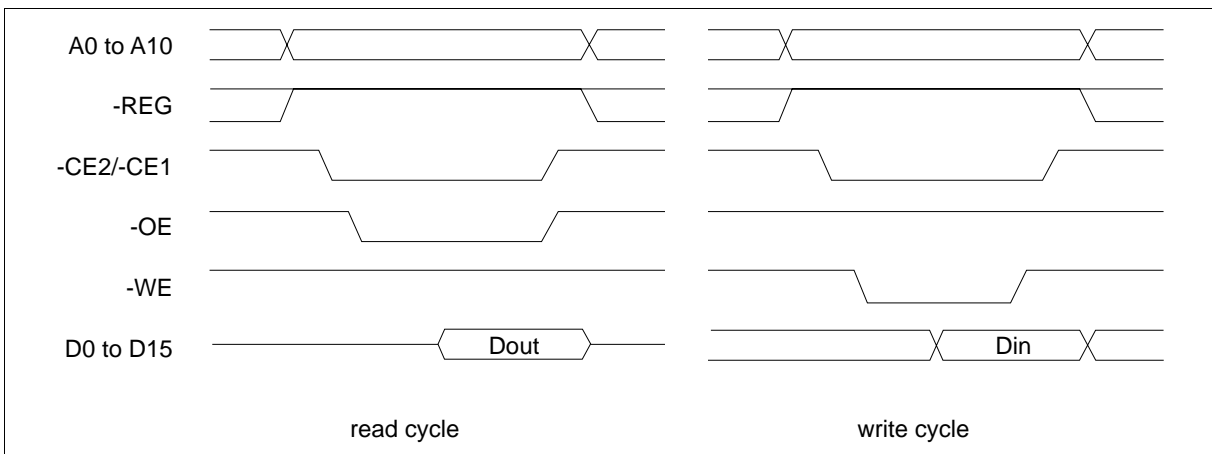 A0 to A10
-REG
-CE2/-CE1
-OE
-WE
D0 to D15
Dout
Din
read cycle
write cycle